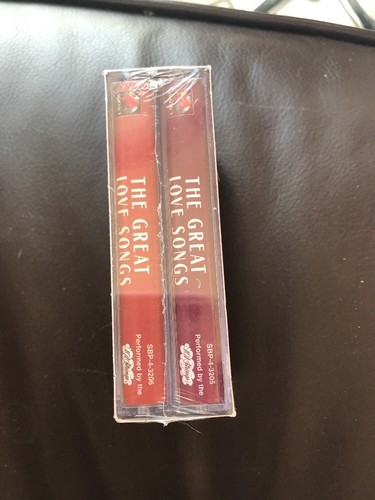 THE GREAT
LOVE SONGS
SBP-4-3206
Performed by the
THE GREAT
LOVE SONGS
SBP-4-3205
Performed by the